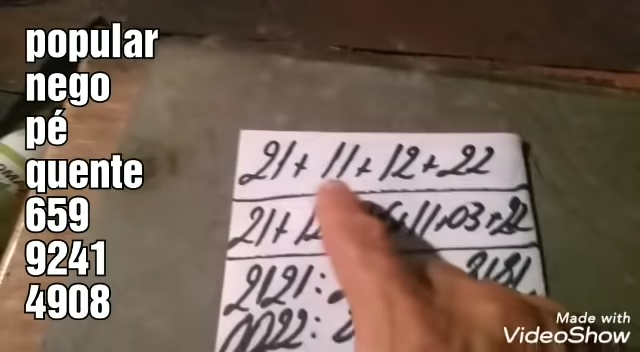 popular
nego
pé
quente
659
9241
4908
21+11+12+22
21+ 11+03+22
2121:
1122:
Made with
VideoShow